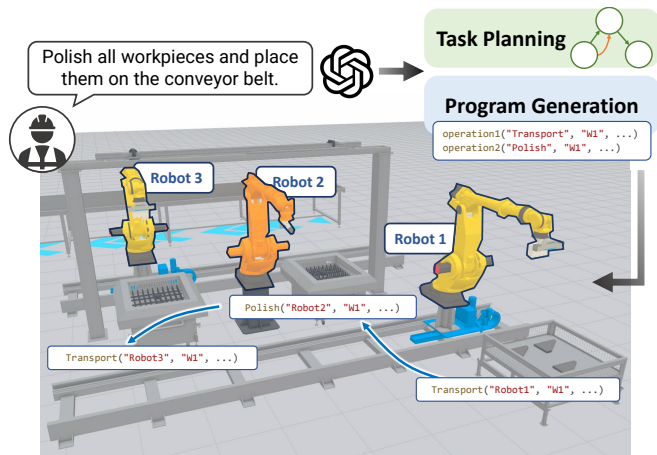 Polish all workpieces and place
them on the conveyor belt.
Task Planning
Program Generation
operation1("Transport", "W1", ...)
operation2("Polish", "W1", ...)
Robot 3
Robot 2
Robot 1
Polish("Robot2", "W1", ...)
Transport("Robot3", "W1", ...)
Transport("Robot1", "W1", ...)